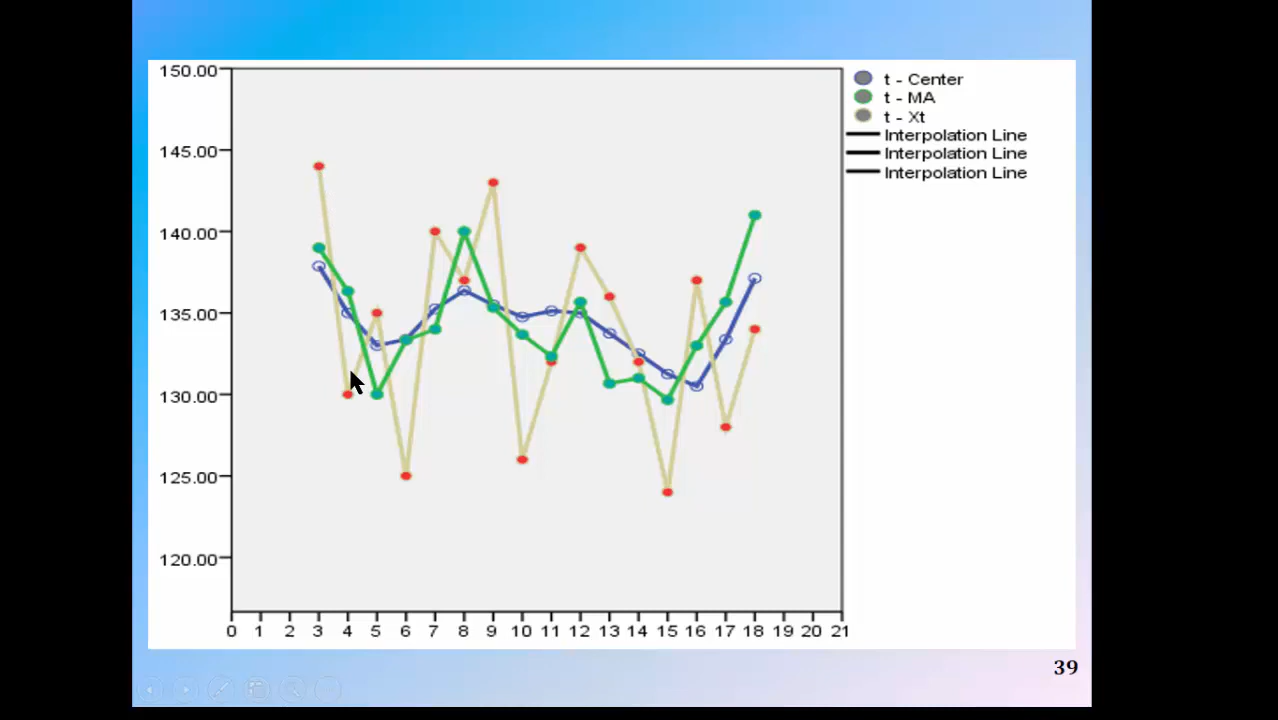 150.00
145.00
140.00
135.00
130.00
125.00
120.00
0 1 2 3 4 5 6 7 8 9 10 11 12 13 14 15 16 17 18 19 20 21
t - Center
t - MA
t - Xt
Interpolation Line
Interpolation Line
Interpolation Line
39